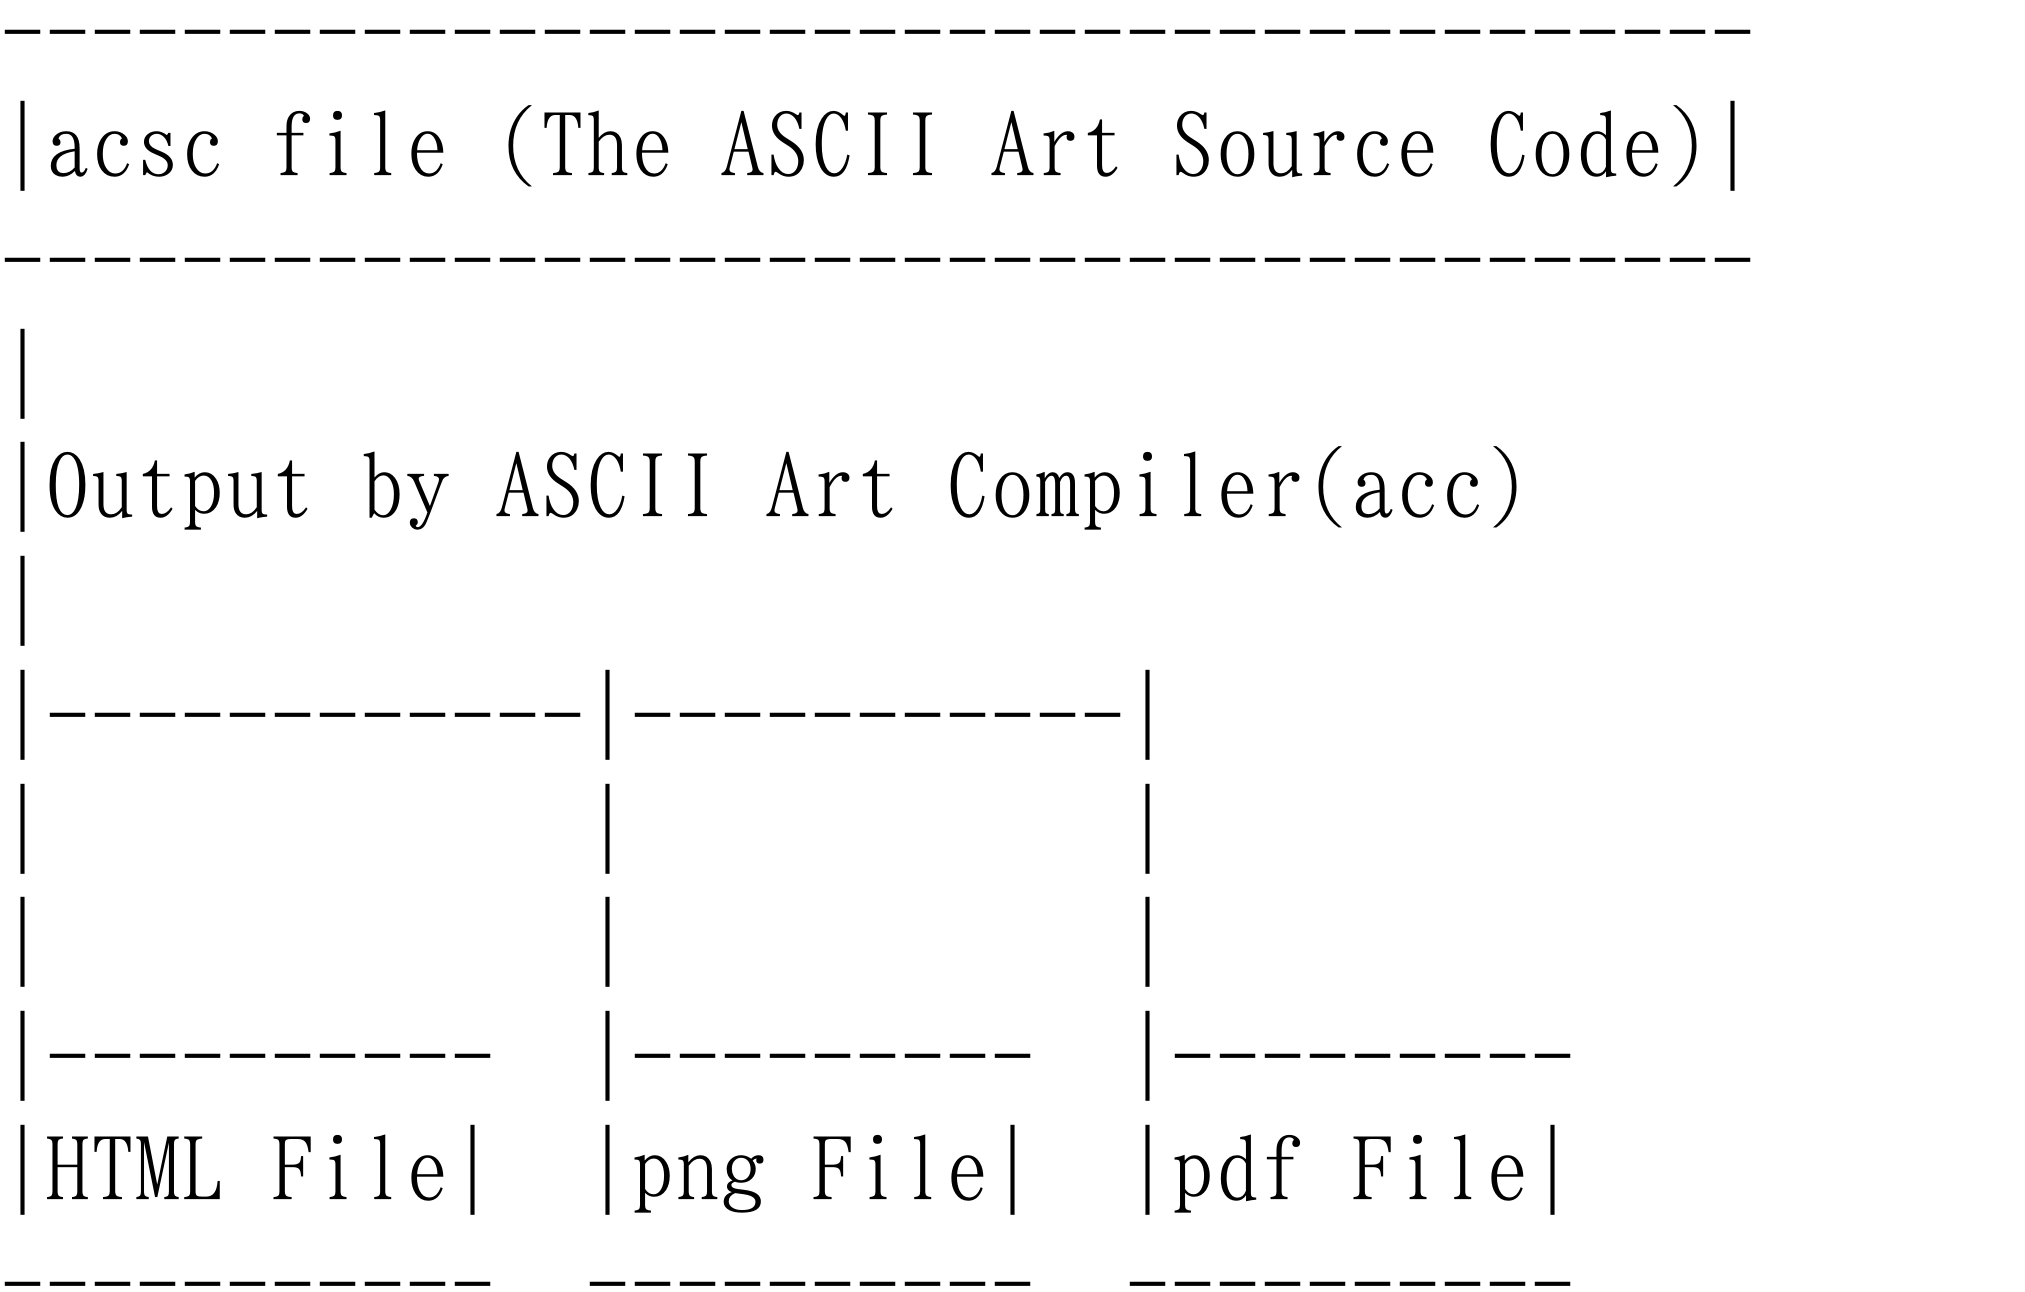 acsc file (The ASCII Art Source Code)
Output by ASCII Art Compiler(acc)
HTML File png File pdf File